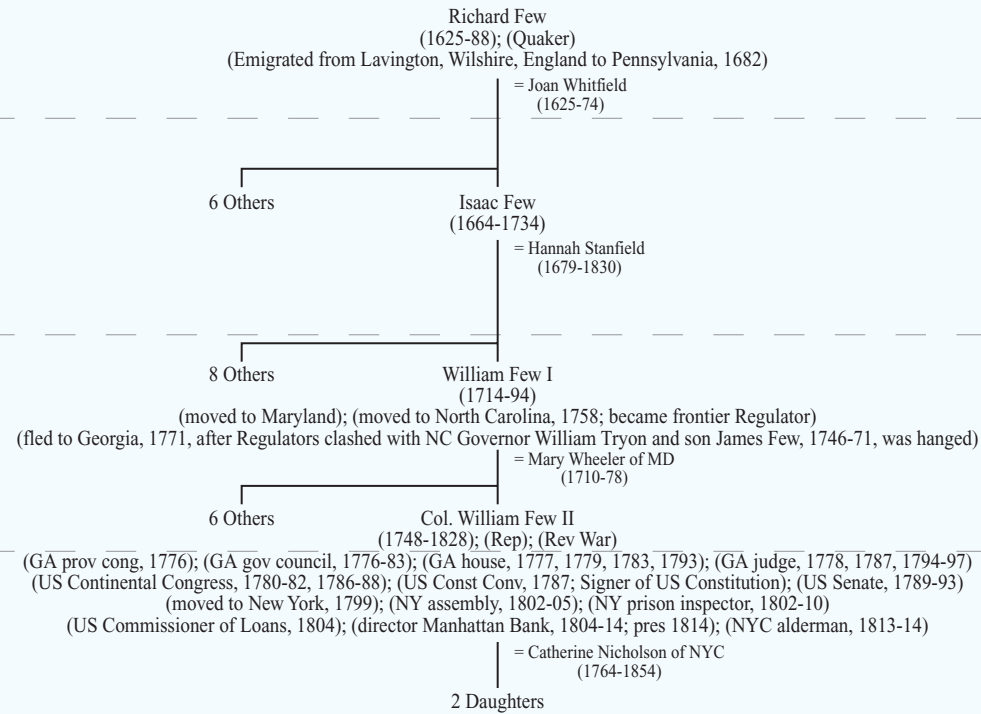 Richard Few
(1625-88); (Quaker)
(Emigrated from Lavington, Wilshire, England to Pennsylvania, 1682)
= Joan Whitfield
(1625-74)
6 Others
Isaac Few
(1664-1734)
= Hannah Stanfield
(1679-1830)
8 Others
William Few I
(1714-94)
(moved to Maryland); (moved to North Carolina, 1758; became frontier Regulator)
(fled to Georgia, 1771, after Regulators clashed with NC Governor William Tryon and son James Few, 1746-71, was hanged)
= Mary Wheeler of MD
(1710-78)
6 Others
Col. William Few II
(1748-1828); (Rep); (Rev War)
(GA prov cong, 1776); (GA gov council, 1776-83); (GA house, 1777, 1779, 1783, 1793); (GA judge, 1778, 1787, 1794-97)
(US Continental Congress, 1780-82, 1786-88); (US Const Conv, 1787; Signer of US Constitution); (US Senate, 1789-93)
(moved to New York, 1799); (NY assembly, 1802-05); (NY prison inspector, 1802-10)
(US Commissioner of Loans, 1804); (director Manhattan Bank, 1804-14; pres 1814); (NYC alderman, 1813-14)
= Catherine Nicholson of NYC
(1764-1854)
2 Daughters